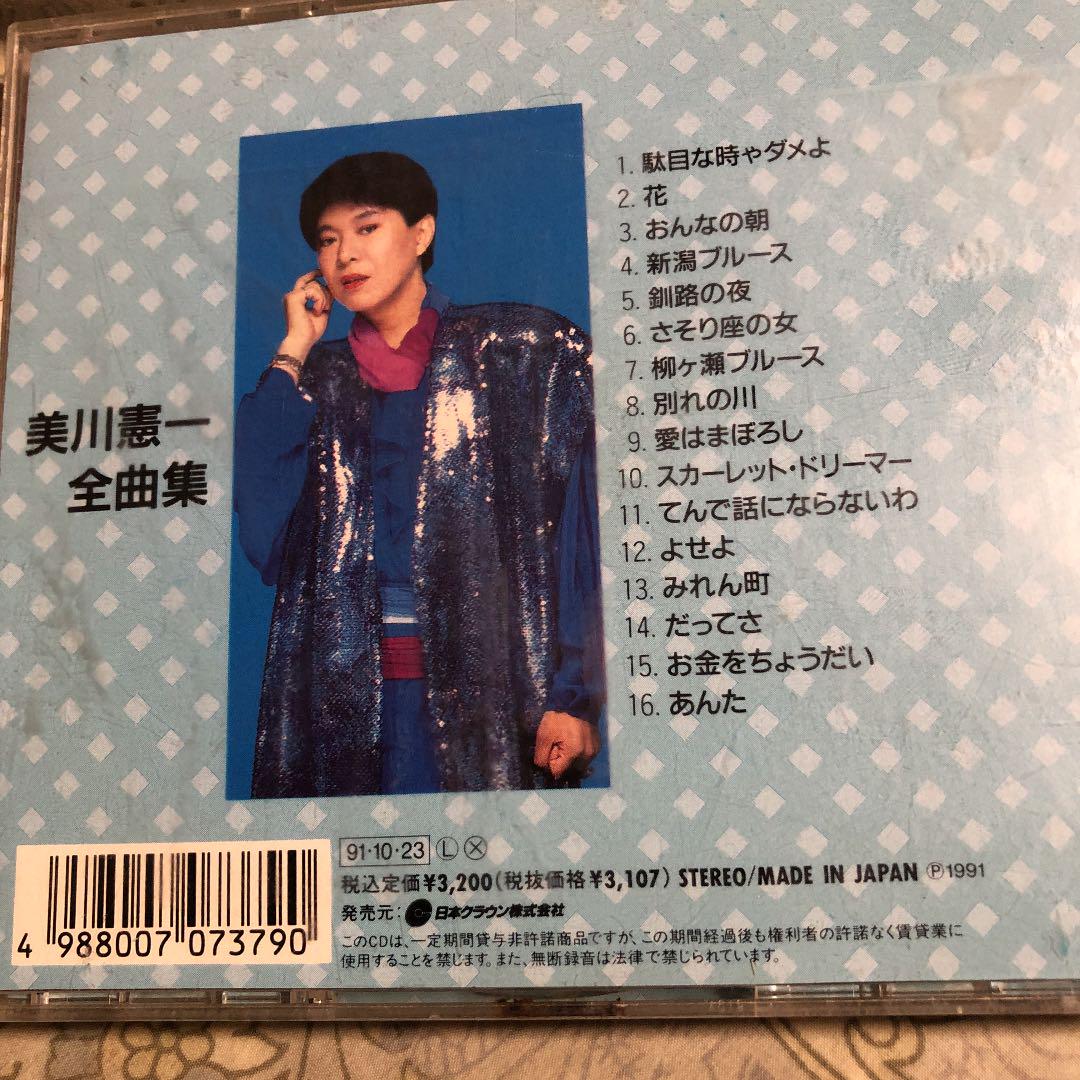 美川憲一
全曲集
1. 駄目な時ゃダメよ
2. 花
3. おんなの朝
4. 新潟ブルース
5. 釧路の夜
6. さそり座の女
7. 柳ヶ瀬ブルース
8. 別れの川
9. 愛はまぼろし
10. スカーレット・ドリーマー
11. てんで話にならないわ
12. よせよ
13. みれん町
14. だってさ
15. お金をちょうだい
16. あんた
91·10·23 Ⓛ Ⓧ
税込定価¥3,200(税抜価格¥3,107) STEREO/MADE IN JAPAN Ⓟ1991
発売元: 日本クラウン株式会社
このCDは、一定期間貸与非許諾商品ですが、この期間経過後も権利者の許諾なく賃貸業に
使用することを禁じます。また、無断録音は法律で禁じられています。
4 988007 073790